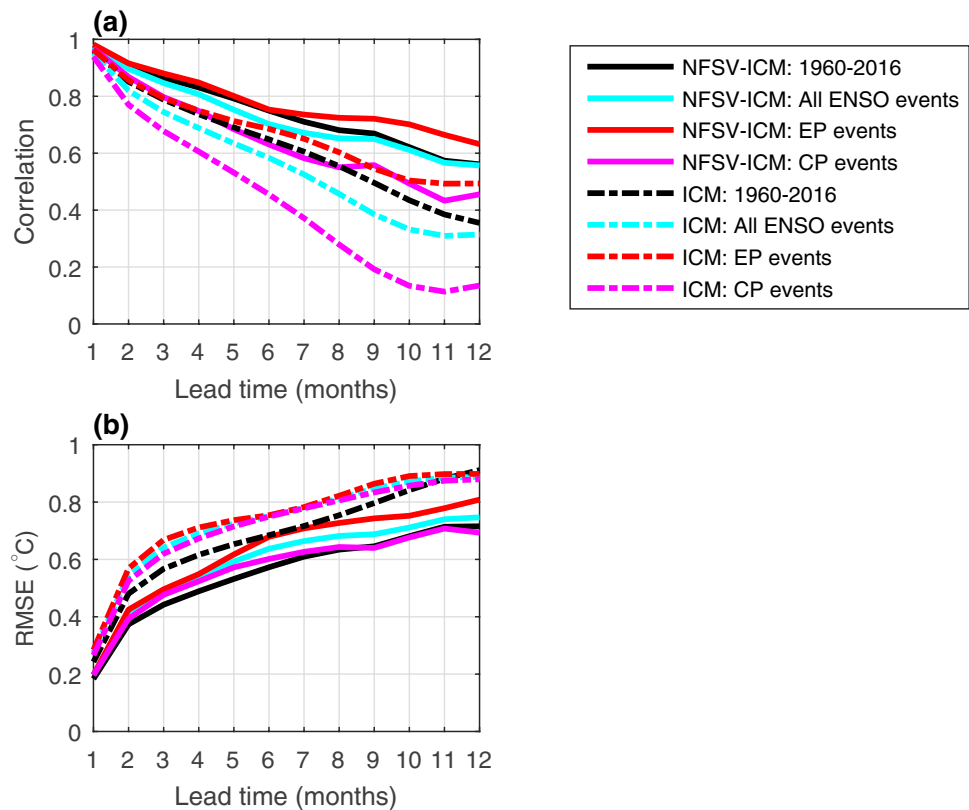 (a)
1
0.8
0.6
0.4
0.2
0
Correlation
1 2 3 4 5 6 7 8 9 10 11 12
Lead time (months)
NFSV-ICM: 1960-2016
NFSV-ICM: All ENSO events
NFSV-ICM: EP events
NFSV-ICM: CP events
ICM: 1960-2016
ICM: All ENSO events
ICM: EP events
ICM: CP events
(b)
1
0.8
0.6
0.4
0.2
0
RMSE (°C)
1 2 3 4 5 6 7 8 9 10 11 12
Lead time (months)